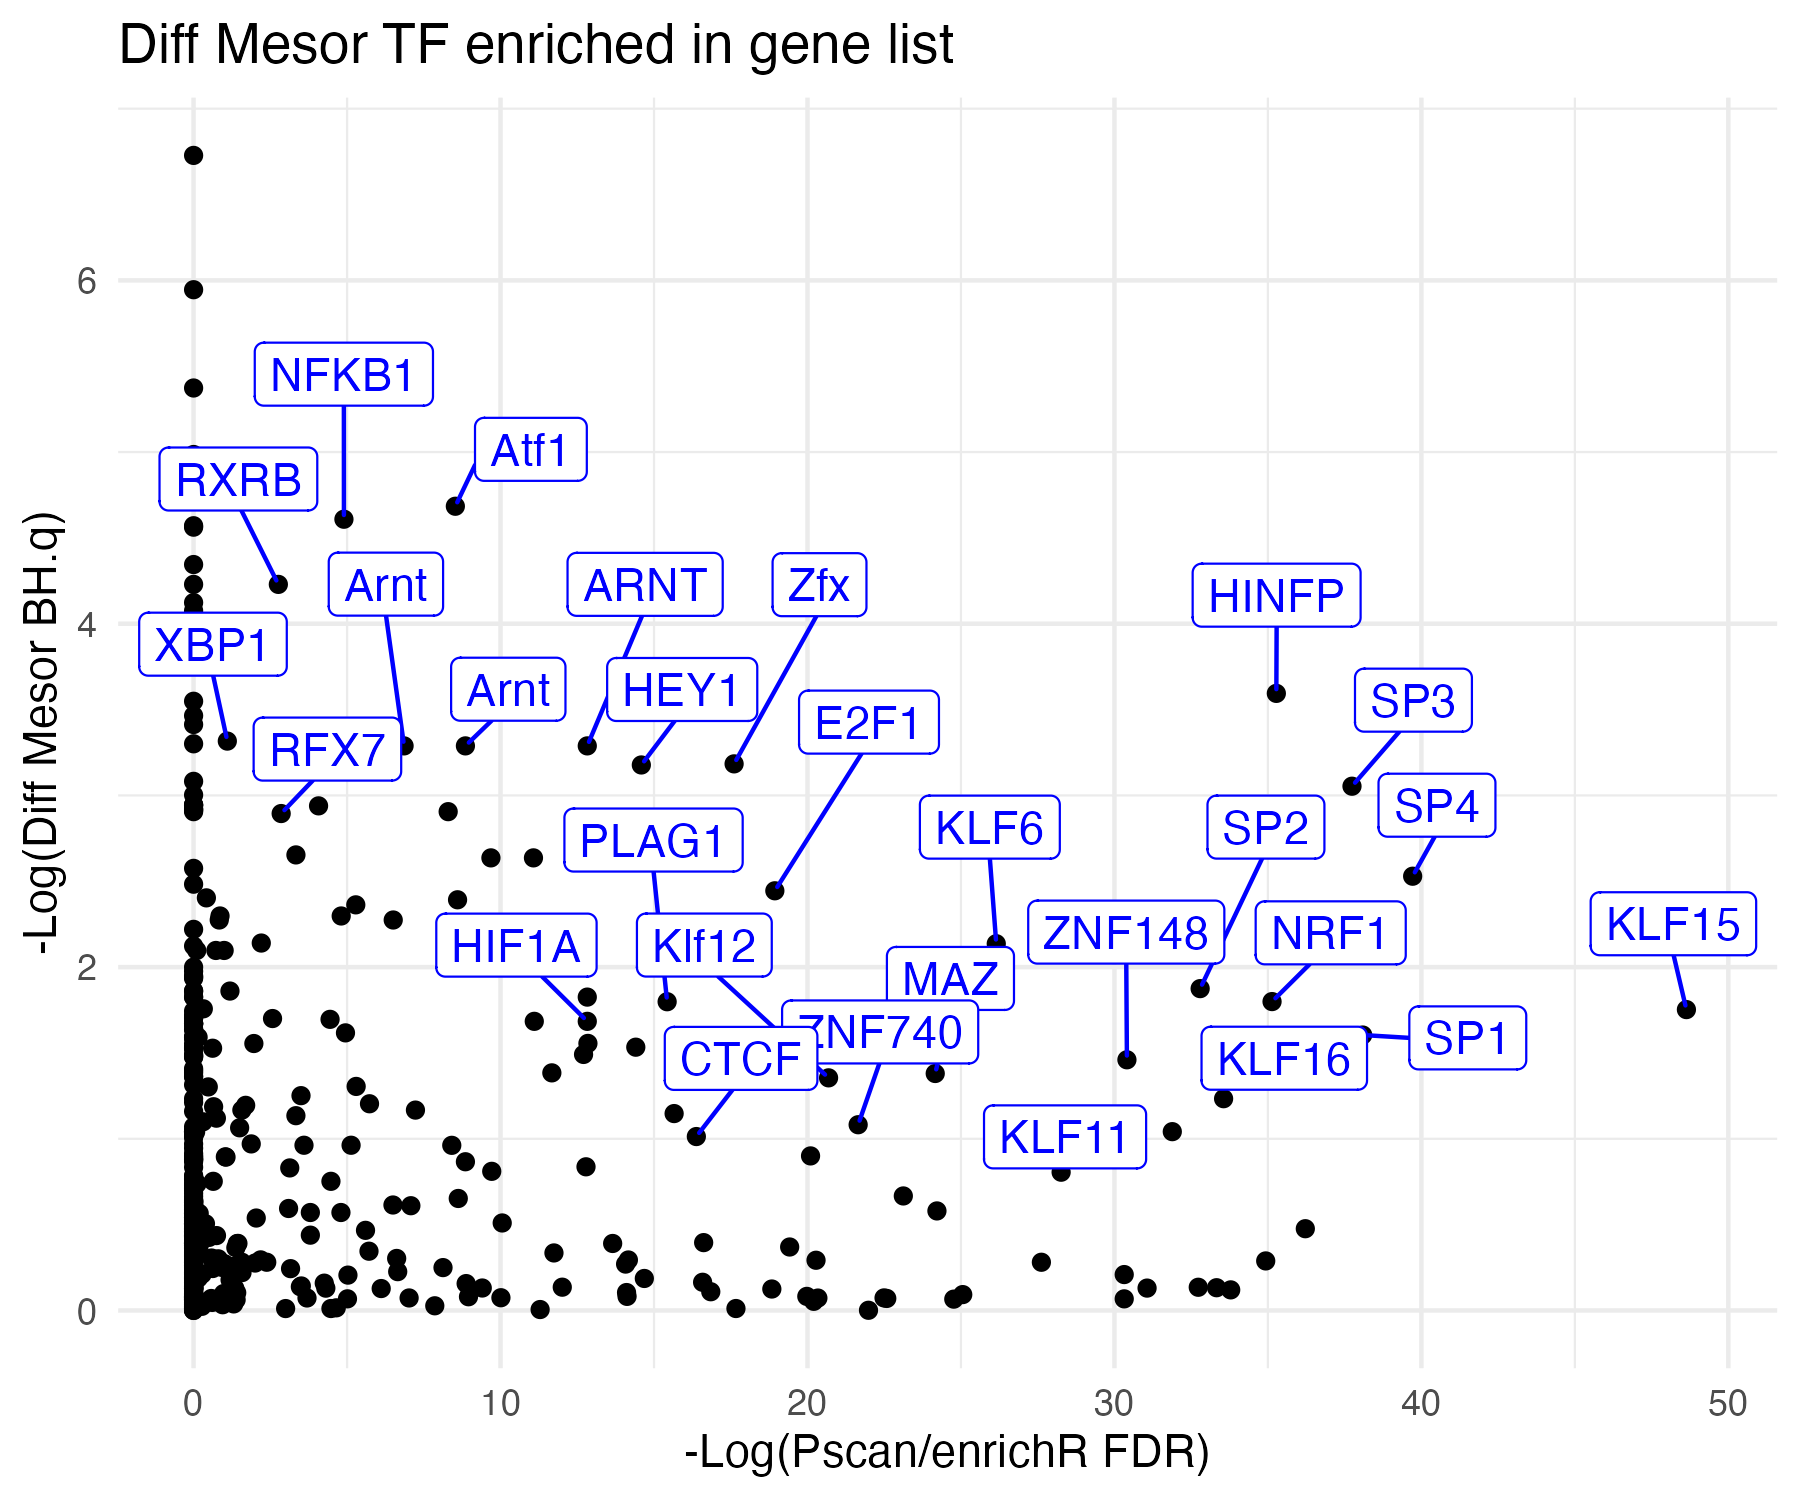 Diff Mesor TF enriched in gene list
-Log(Diff Mesor BH.q)
6
4
2
0
NFKB1
Atf1
RXRB
Arnt
ARNT
Zfx
HINFP
XBP1
Arnt
HEY1
SP3
E2F1
RFX7
SP4
PLAG1
KLF6
SP2
KLF15
HIF1A
Klf12
ZNF148
NRF1
MAZ
ZNF740
SP1
CTCF
KLF16
KLF11
0
10
20
30
40
50
-Log(Pscan/enrichR FDR)